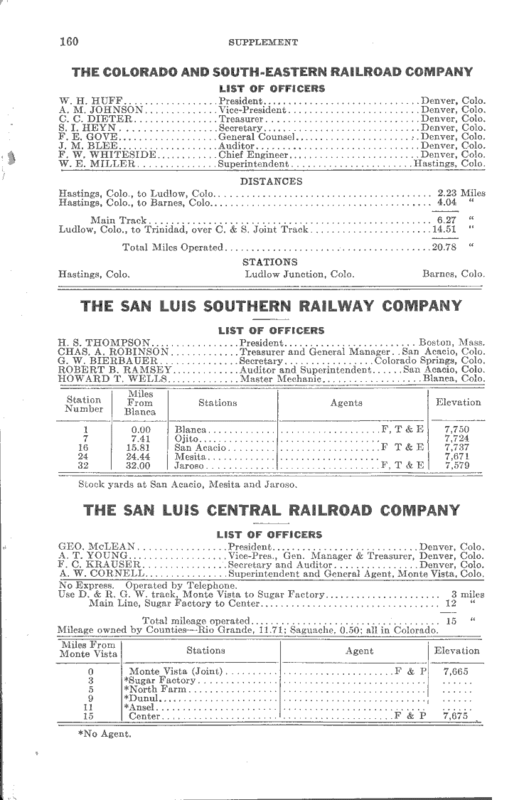 160 SUPPLEMENT
THE COLORADO AND SOUTH-EASTERN RAILROAD COMPANY
LIST OF OFFICERS
W. H. HUFF................President........................Denver, Colo.
A. M. JOHNSON............Vice-President....................Denver, Colo.
C. C. DIETER..............Treasurer........................Denver, Colo.
S. I. HEYN................Secretary........................Denver, Colo.
F. E. GOVE................General Counsel..................Denver, Colo.
J. M. BLEE................Auditor..........................Denver, Colo.
F. W. WHITESIDE..........Chief Engineer....................Denver, Colo.
W. E. MILLER..............Superintendent..................Hastings, Colo.
DISTANCES
Hastings, Colo., to Ludlow, Colo................................ 2.23 Miles
Hastings, Colo., to Barnes, Colo................................ 4.04 "
Main Track................................ 6.27 "
Ludlow, Colo., to Trinidad, over C. & S. Joint Track................14.51 "
Total Miles Operated................................20.78 "
STATIONS
Hastings, Colo. Ludlow Junction, Colo. Barnes, Colo.
THE SAN LUIS SOUTHERN RAILWAY COMPANY
LIST OF OFFICERS
H. S. THOMPSON..............President........................Boston, Mass.
CHAS. A. ROBINSON............Treasurer and General Manager..San Acacio, Colo.
G. W. BIERBAUER..............Secretary................Colorado Springs, Colo.
ROBERT B. RAMSEY............Auditor and Superintendent......San Acacio, Colo.
HOWARD T. WELLS..............Master Mechanic................Blanca, Colo.
Station Number Miles From Blanca Stations Agents Elevation
1 0.00 Blanca................F, T & E 7,750
7 7.41 Ojito................ 7,724
16 15.81 San Acacio................F T & E 7,737
24 24.44 Mesita................ 7,671
32 32.00 Jaroso................F, T & E 7,579
Stock yards at San Acacio, Mesita and Jaroso.
THE SAN LUIS CENTRAL RAILROAD COMPANY
LIST OF OFFICERS
GEO. McLEAN................President........................Denver, Colo.
A. T. YOUNG................Vice-Pres., Gen. Manager & Treasurer, Denver, Colo.
F. C. KRAUSER..............Secretary and Auditor..............Denver, Colo.
A. W. CORNELL..............Superintendent and General Agent, Monte Vista, Colo.
No Express. Operated by Telephone.
Use D. & R. G. W. track, Monte Vista to Sugar Factory................ 3 miles
Main Line, Sugar Factory to Center................................ 12 "
Total mileage operated................................ 15 "
Mileage owned by Counties—Rio Grande, 11.71; Saguache, 0.50; all in Colorado.
Miles From Monte Vista Stations Agent Elevation
0 Monte Vista (Joint)................F & P 7,665
3 *Sugar Factory................ ......
5 *North Farm................ ......
9 *Dunul................ ......
11 *Ansel................ ......
15 Center................F & P 7,675
*No Agent.